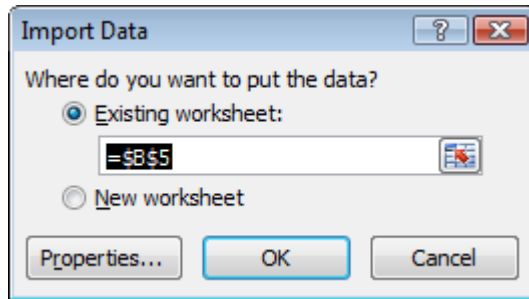 Import Data
?
Where do you want to put the data?
Existing worksheet:
=$B$5
New worksheet
Properties... OK Cancel